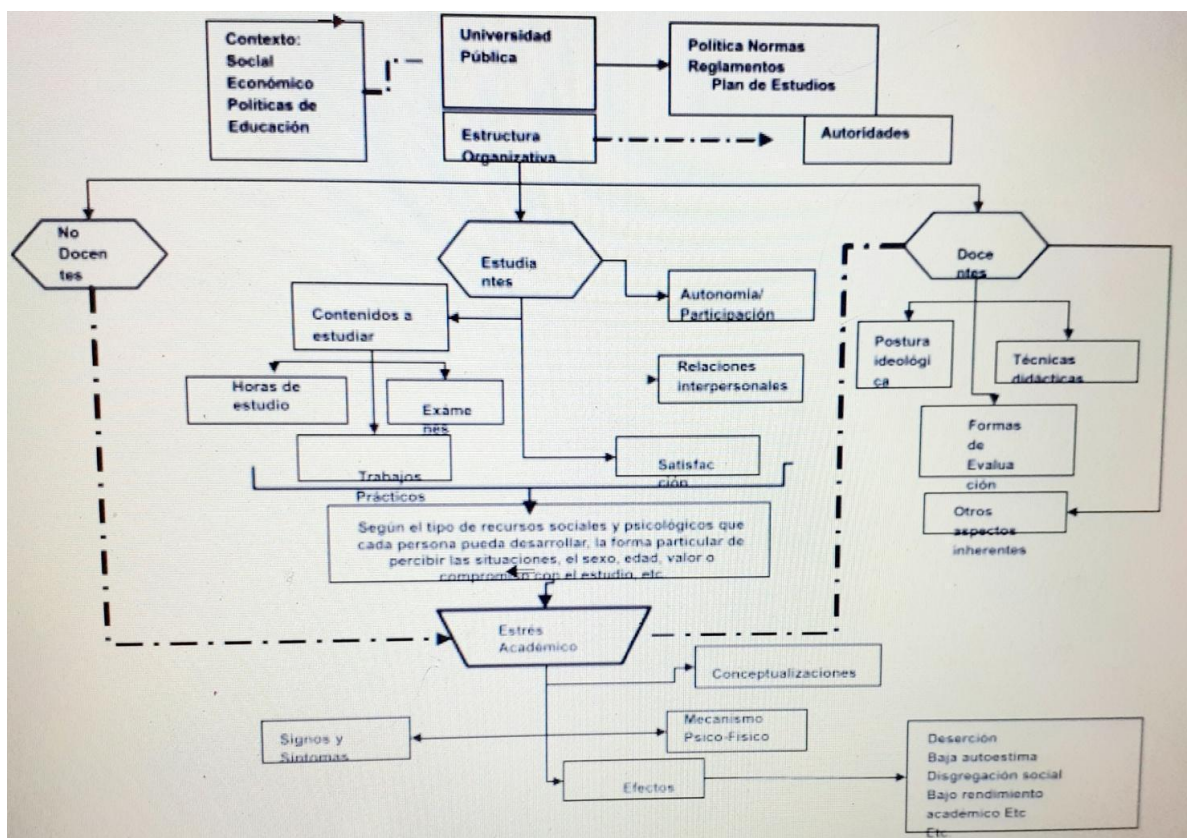 Contexto:
Social
Económico
Políticas de
Educación
Universidad
Pública
Política Normas
Reglamentos
Plan de Estudios
Estructura
Organizativa
Autoridades
No
Docen
tes
Estudia
ntes
Doce
ntes
Contenidos a
estudiar
Autonomía/
Participación
Postura
ideológi
ca
Técnicas
didácticas
Relaciones
interpersonales
Horas de
estudio
Exáme
nes
Formas
de
Evalua
ción
Trabajos
Prácticos
Satisfac
ción
Otros
aspectos
inherentes
Según el tipo de recursos sociales y psicológicos que
cada persona pueda desarrollar, la forma particular de
percibir las situaciones, el sexo, edad, valor o
compromiso con el estudio, etc
Estrés
Académico
Conceptualizaciones
Signos y
Síntomas
Mecanismo
Psico-Físico
Efectos
Deserción
Baja autoestima
Disgregación social
Bajo rendimiento
académico Etc
Etc